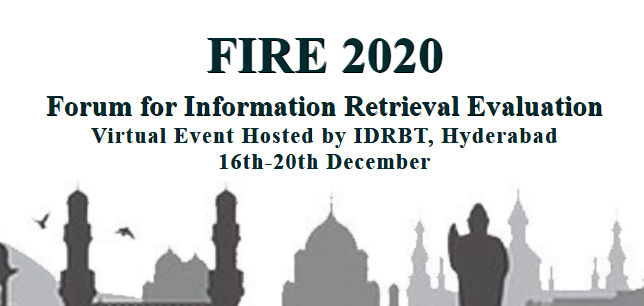 FIRE 2020
Forum for Information Retrieval Evaluation
Virtual Event Hosted by IDRBT, Hyderabad
16th-20th December